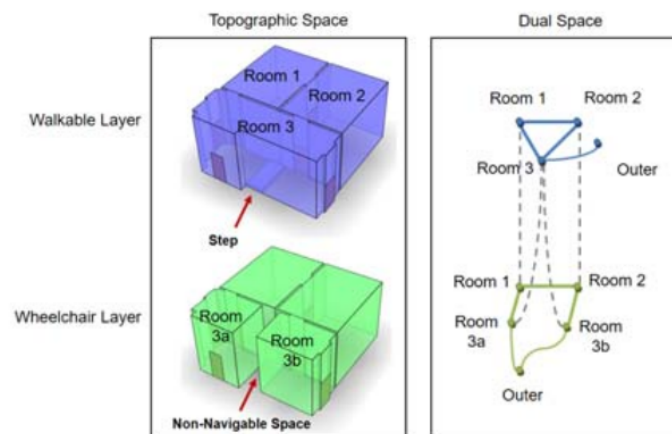 Topographic Space
Dual Space
Walkable Layer
Room 1
Room 2
Room 3
Step
Room 1
Room 2
Room 3
Outer
Wheelchair Layer
Room
3a
Room
3b
Non-Navigable Space
Room 1
Room 2
Room
3a
Room
3b
Outer